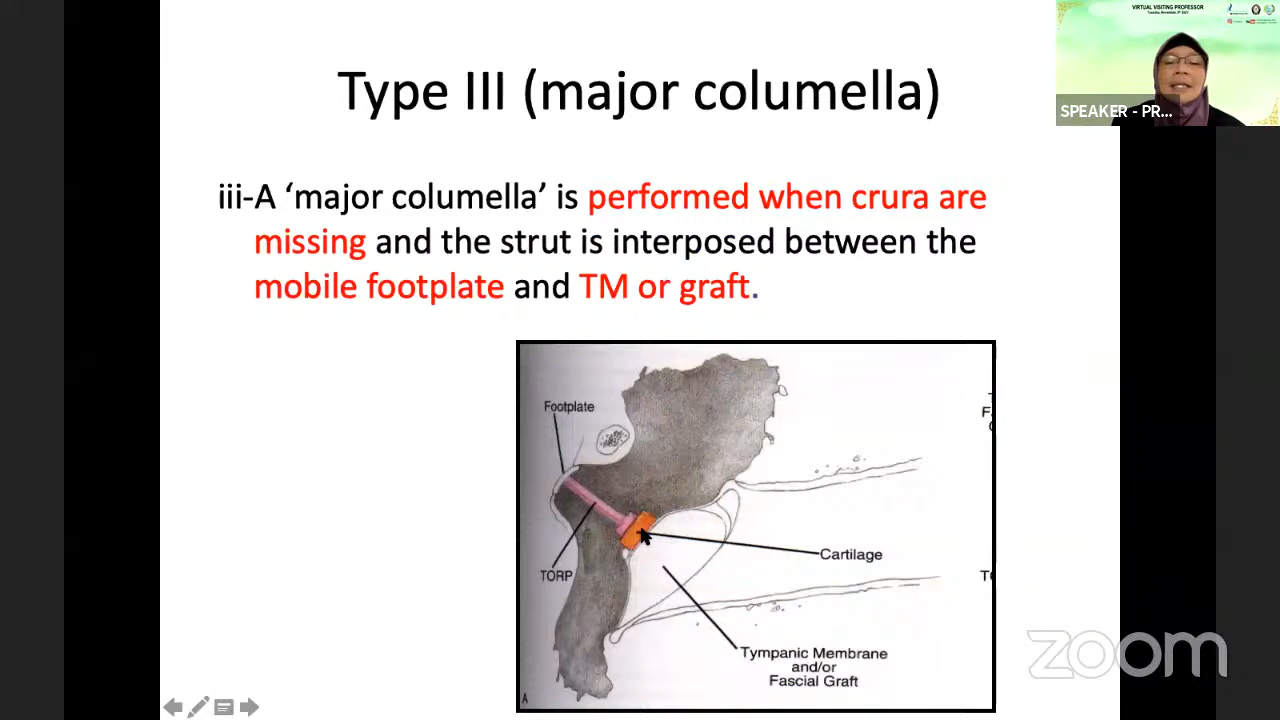 VIRTUAL VISITING PROFESSOR
SPEAKER - PR...
Type III (major columella)
iii-A ‘major columella’ is performed when crura are
missing and the strut is interposed between the
mobile footplate and TM or graft.
Footplate
Cartilage
TORP
Tympanic Membrane
and/or
Fascial Graft
A
zoom